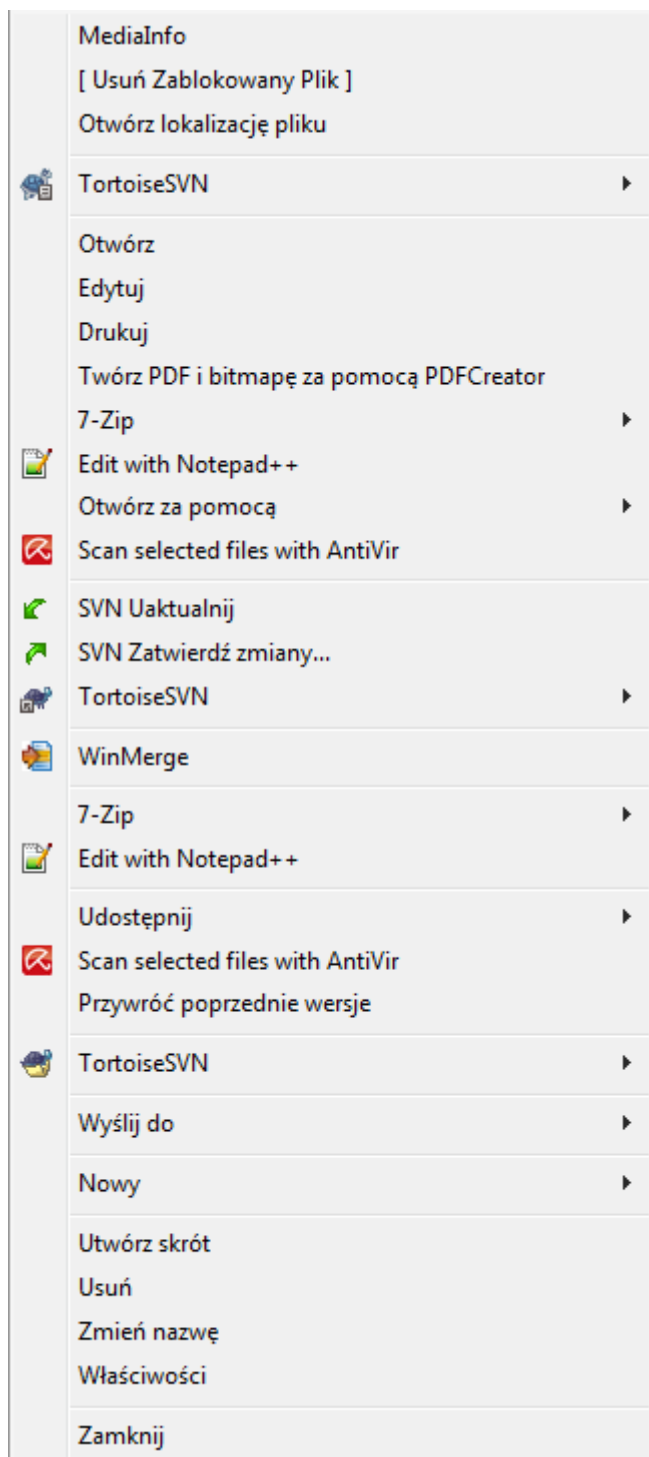 MediaInfo
[ Usuń Zablokowany Plik ]
Otwórz lokalizację pliku
TortoiseSVN
Otwórz
Edytuj
Drukuj
Twórz PDF i bitmapę za pomocą PDFCreator
7-Zip
Edit with Notepad++
Otwórz za pomocą
Scan selected files with AntiVir
SVN Uaktualnij
SVN Zatwierdź zmiany...
TortoiseSVN
WinMerge
7-Zip
Edit with Notepad++
Udostępnij
Scan selected files with AntiVir
Przywróć poprzednie wersje
TortoiseSVN
Wyślij do
Nowy
Utwórz skrót
Usuń
Zmień nazwę
Właściwości
Zamknij